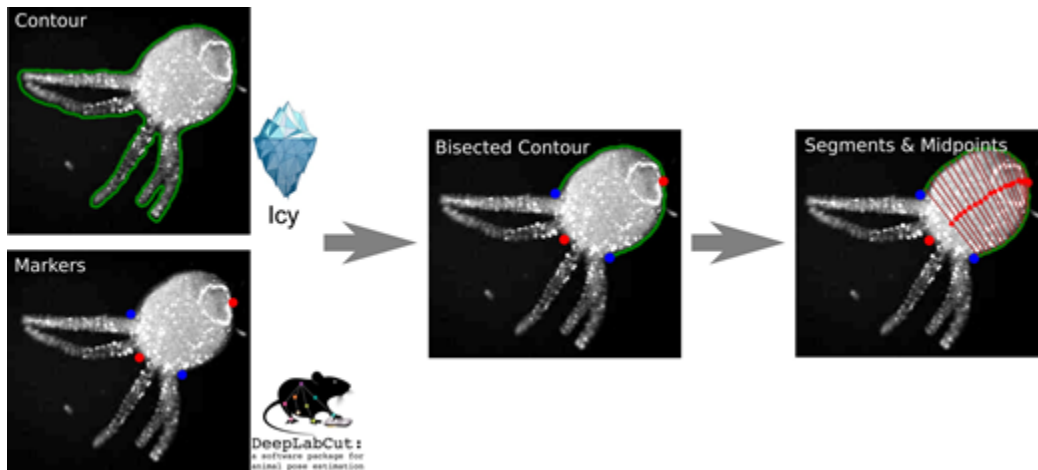 Contour
Icy
Markers
DeepLabCut:
a software package for
animal pose estimation
Bisected Contour
Segments & Midpoints